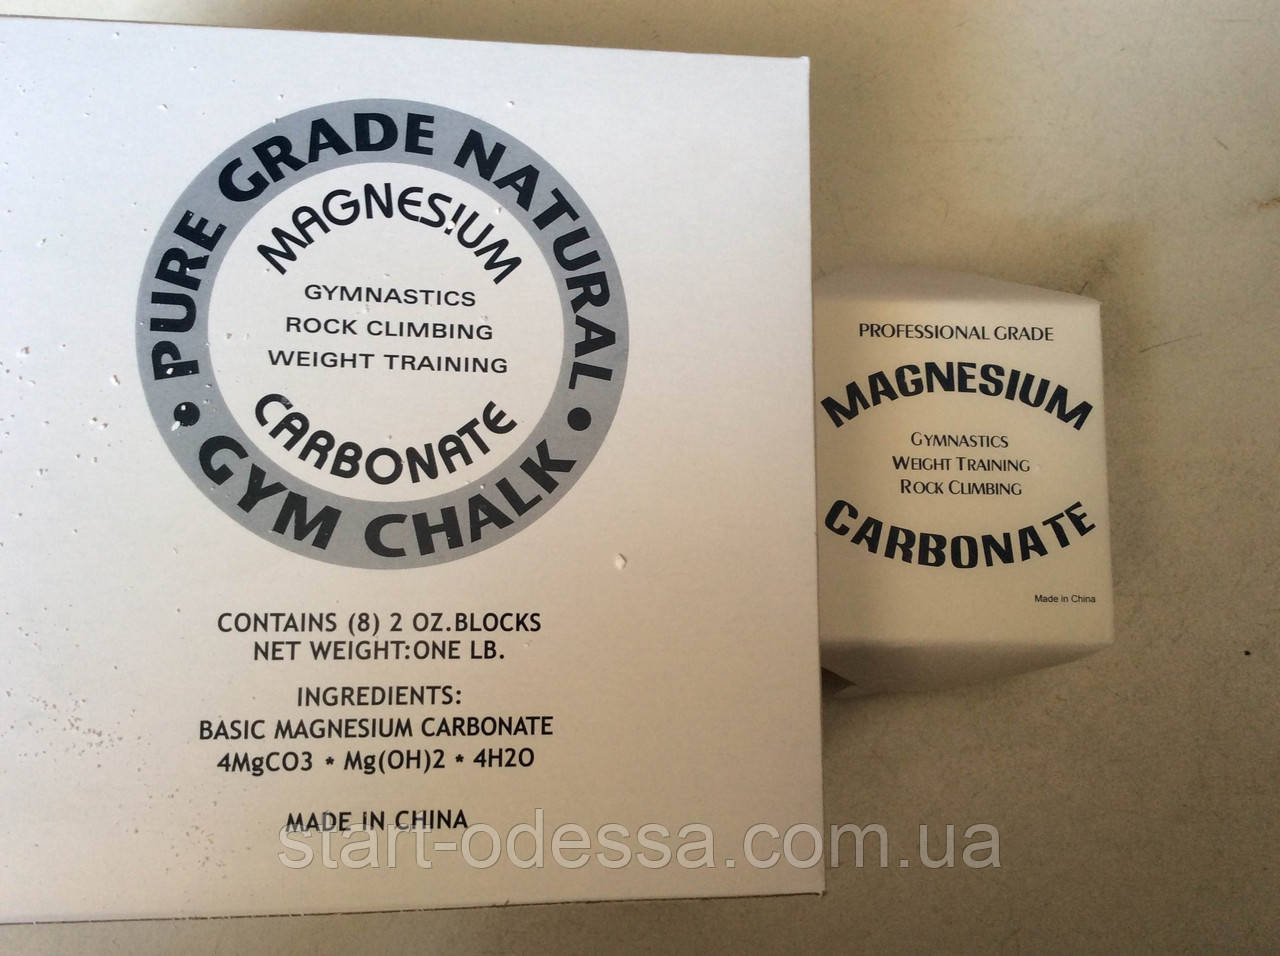 PURE GRADE NATURAL
GYM CHALK
MAGNES!UM
GYMNASTICS
ROCK CLIMBING
WEIGHT TRAINING
CARBONATE
CONTAINS (8) 2 OZ.BLOCKS
NET WEIGHT:ONE LB.
INGREDIENTS:
BASIC MAGNESIUM CARBONATE
4MgCO3 * Mg(OH)2 * 4H2O
MADE IN CHINA
PROFESSIONAL GRADE
MAGNESIUM
GYMNASTICS
WEIGHT TRAINING
ROCK CLIMBING
CARBONATE
Made in China
start-odessa.com.ua